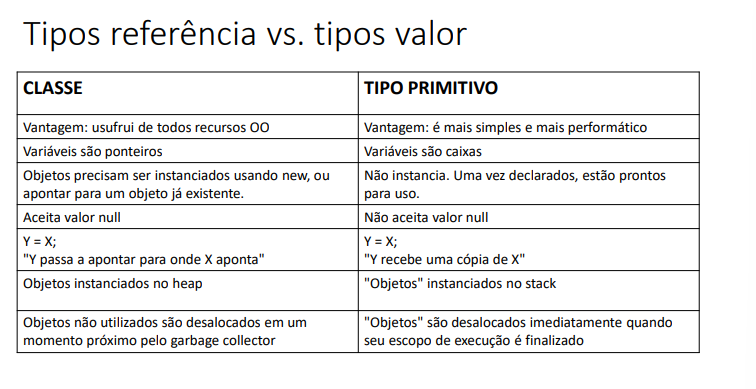 Tipos referência vs. tipos valor
CLASSE
TIPO PRIMITIVO
Vantagem: usufrui de todos recursos OO
Vantagem: é mais simples e mais performático
Variáveis são ponteiros
Variáveis são caixas
Objetos precisam ser instanciados usando new, ou
apontar para um objeto já existente.
Não instancia. Uma vez declarados, estão prontos
para uso.
Aceita valor null
Não aceita valor null
Y = X;
"Y passa a apontar para onde X aponta"
Y = X;
"Y recebe uma cópia de X"
Objetos instanciados no heap
"Objetos" instanciados no stack
Objetos não utilizados são desalocados em um
momento próximo pelo garbage collector
"Objetos" são desalocados imediatamente quando
seu escopo de execução é finalizado